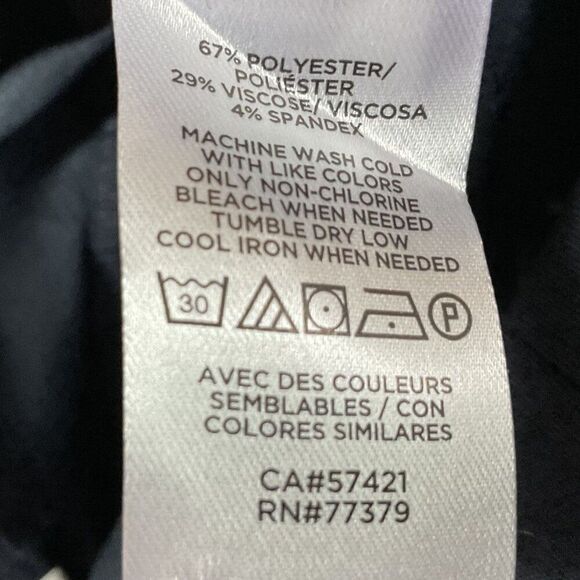 67% POLYESTER/
POLIÉSTER
29% VISCOSE/ VISCOSA
4% SPANDEX
MACHINE WASH COLD
WITH LIKE COLORS
ONLY NON-CHLORINE
BLEACH WHEN NEEDED
TUMBLE DRY LOW
COOL IRON WHEN NEEDED
30 P
AVEC DES COULEURS
SEMBLABLES / CON
COLORES SIMILARES
CA#57421
RN#77379